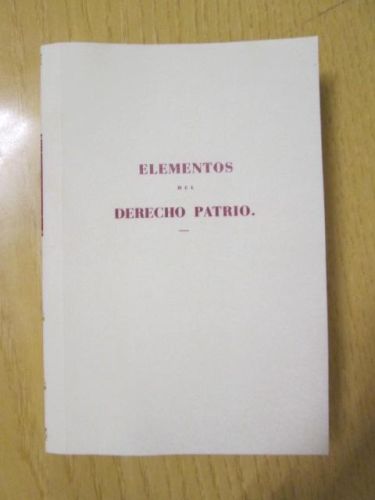 ELEMENTOS
DEL
DERECHO PATRIO.